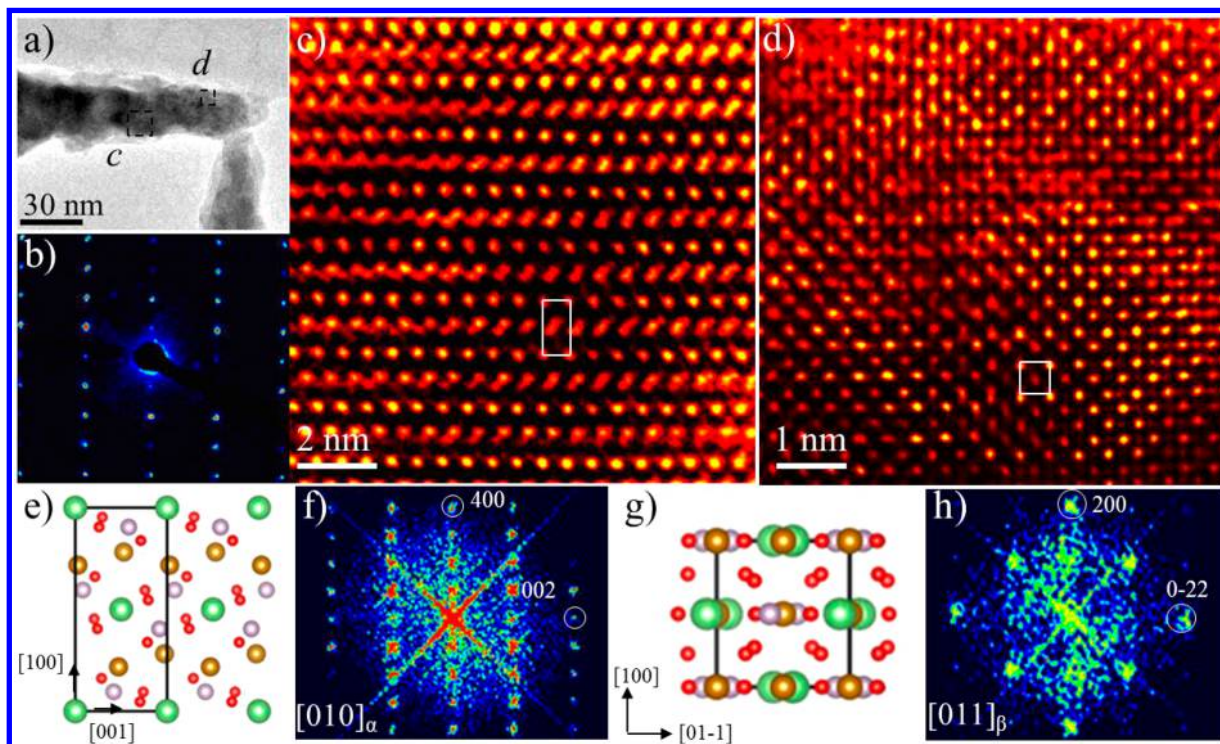 a)
d
c
30 nm
b)
c)
2 nm
d)
1 nm
e)
[100]
[001]
f)
400
002
[010]α
g)
[100]
[01-1]
h)
200
0-22
[011]β